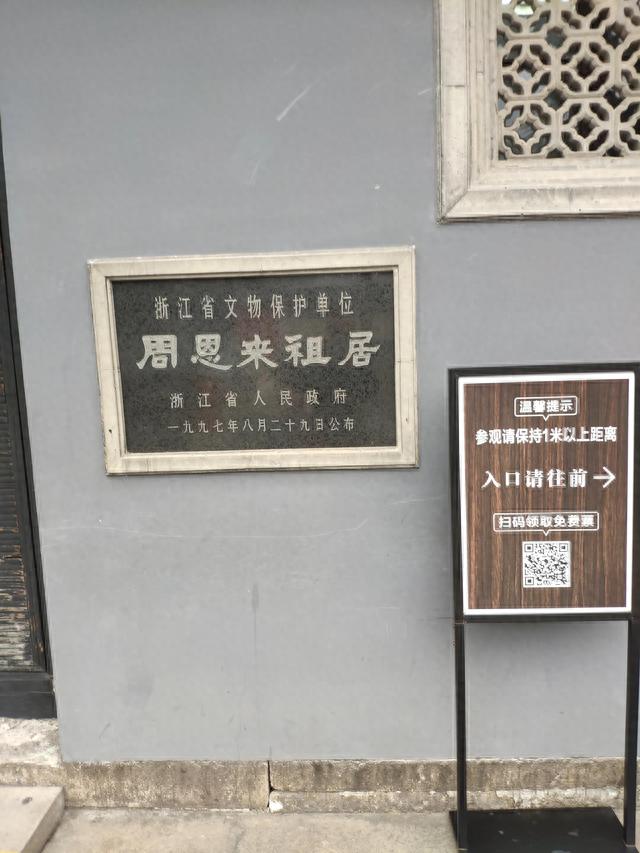 浙江省文物保护单位
周恩来祖居
浙江省人民政府
一九九七年八月二十九日公布
温馨提示
参观请保持1米以上距离
入口请往前→
扫码领取免费票